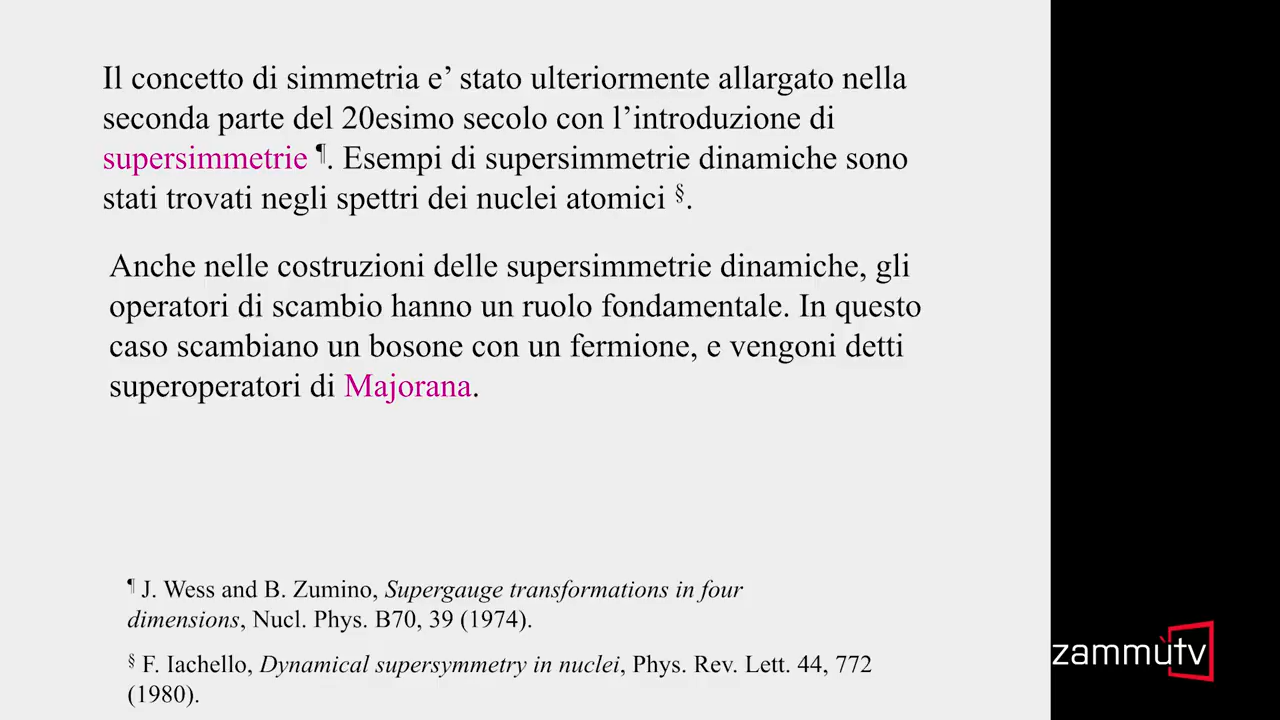 Il concetto di simmetria e’ stato ulteriormente allargato nella
seconda parte del 20esimo secolo con l’introduzione di
supersimmetrie ¶. Esempi di supersimmetrie dinamiche sono
stati trovati negli spettri dei nuclei atomici §.
Anche nelle costruzioni delle supersimmetrie dinamiche, gli
operatori di scambio hanno un ruolo fondamentale. In questo
caso scambiano un bosone con un fermione, e vengoni detti
superoperatori di Majorana.
¶ J. Wess and B. Zumino, Supergauge transformations in four
dimensions, Nucl. Phys. B70, 39 (1974).
§ F. Iachello, Dynamical supersymmetry in nuclei, Phys. Rev. Lett. 44, 772
(1980).
zammùtv